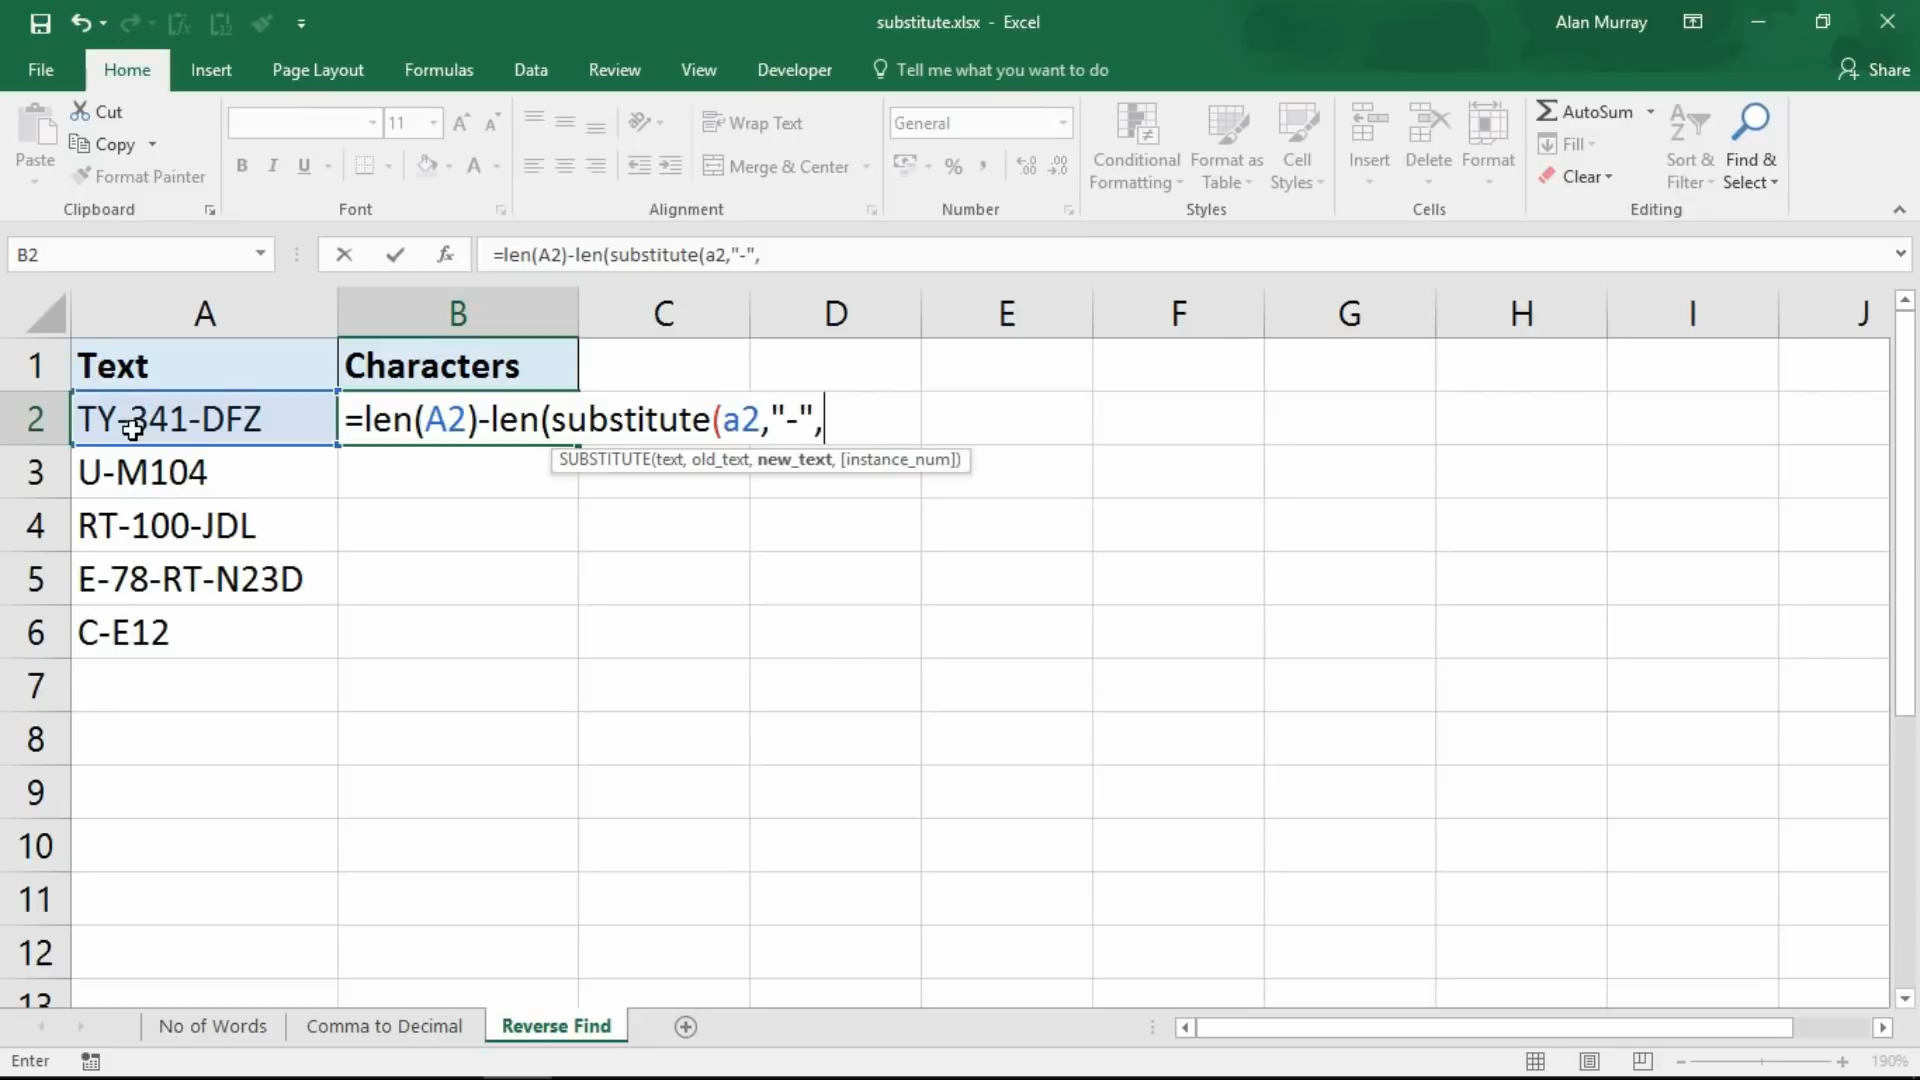 substitute.xlsx - Excel
Alan Murray
File Home Insert Page Layout Formulas Data Review View Developer Tell me what you want to do Share
Paste
Cut
Copy
Format Painter
Clipboard
11
B I U A
Font
Wrap Text
Merge & Center
Alignment
General
%
Number
Conditional Formatting
Format as Table
Cell Styles
Styles
Insert Delete Format
Cells
AutoSum
Fill
Clear
Sort & Filter
Find & Select
Editing
B2 fx =len(A2)-len(substitute(a2,"-",
A B C D E F G H I J
1 Text Characters
2 TY-341-DFZ =len(A2)-len(substitute(a2,"-",
SUBSTITUTE(text, old_text, new_text, [instance_num])
3 U-M104
4 RT-100-JDL
5 E-78-RT-N23D
6 C-E12
7
8
9
10
11
12
13
No of Words Comma to Decimal Reverse Find
Enter 190%